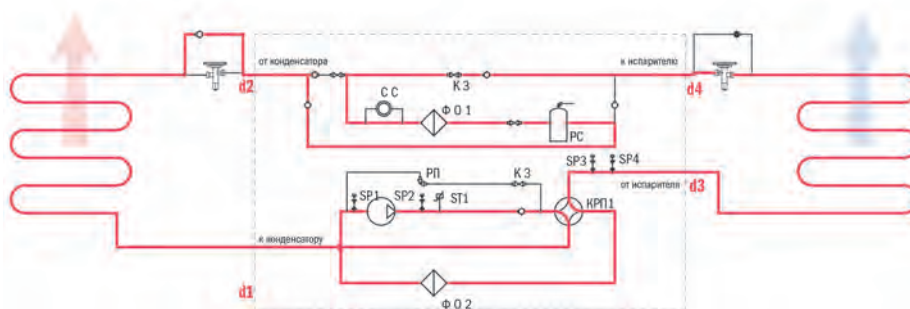 от конденсатора
к испарителю
d2
К З
d4
С С
Ф О 1
РС
SP3
SP4
РП
К З
от испарителя
d3
SP1
SP2
ST1
КРП1
к конденсатору
d1
Ф О 2